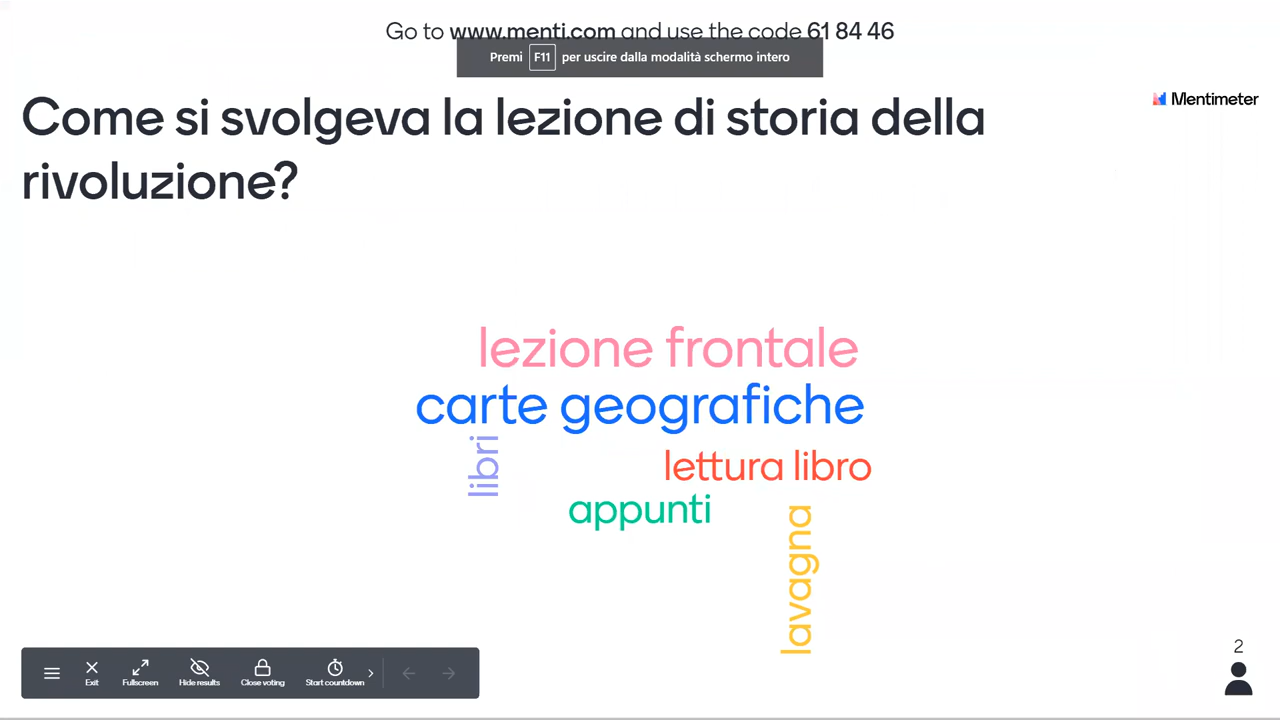 Go to www.menti.com and use the code 61 84 46
Premi F11 per uscire dalla modalità schermo intero
Mentimeter
Come si svolgeva la lezione di storia della
rivoluzione?
lezione frontale
carte geografiche
libri
lettura libro
appunti
lavagna
2
Exit
Fullscreen
Hide results
Close voting
Start countdown